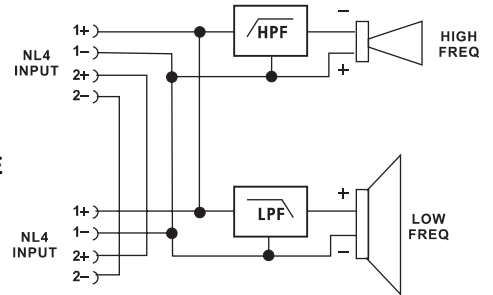 1+
1−
2+
2−
NL4
INPUT
HPF
−
+
HIGH
FREQ
E
1+
1−
2+
2−
NL4
INPUT
LPF
+
−
LOW
FREQ